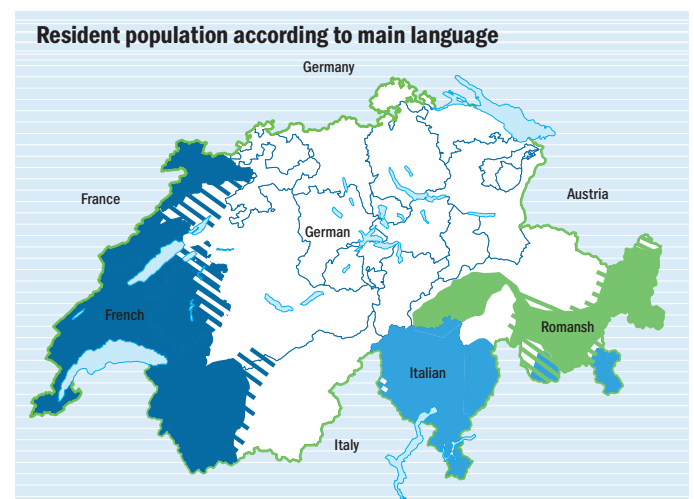 Resident population according to main language
Germany
France
Austria
German
French
Romansh
Italian
Italy